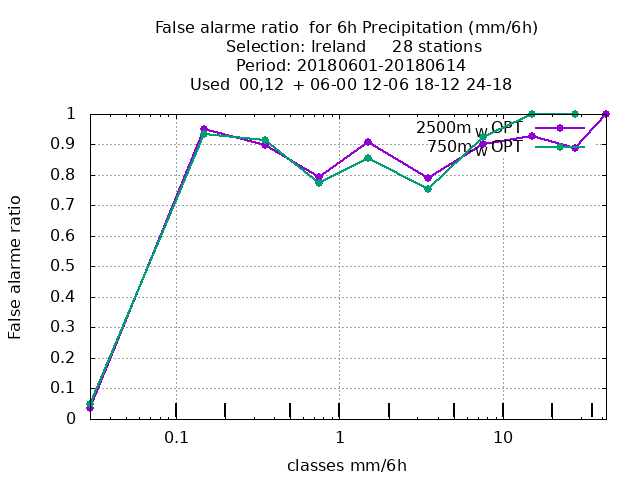 False alarme ratio  for 6h Precipitation (mm/6h)
Selection: Ireland     28 stations
Period: 20180601-20180614
Used  00,12  + 06-00 12-06 18-12 24-18
2500m wOPT
750m wOPT
1
0.9
0.8
0.7
0.6
0.5
0.4
0.3
0.2
0.1
0
False alarme ratio
0.1 1 10
classes mm/6h